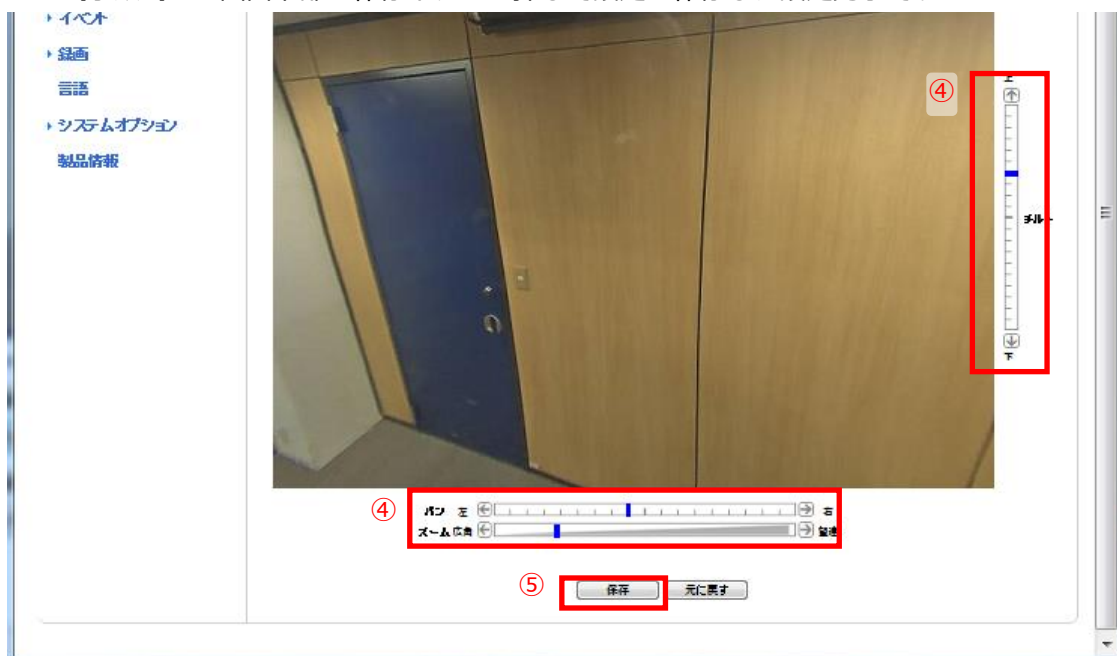 イベント
録画
言語
システムオプション
製品情報
④
上
チルト
下
④
パン 左 右
ズーム 広角 望遠
⑤
保存 元に戻す